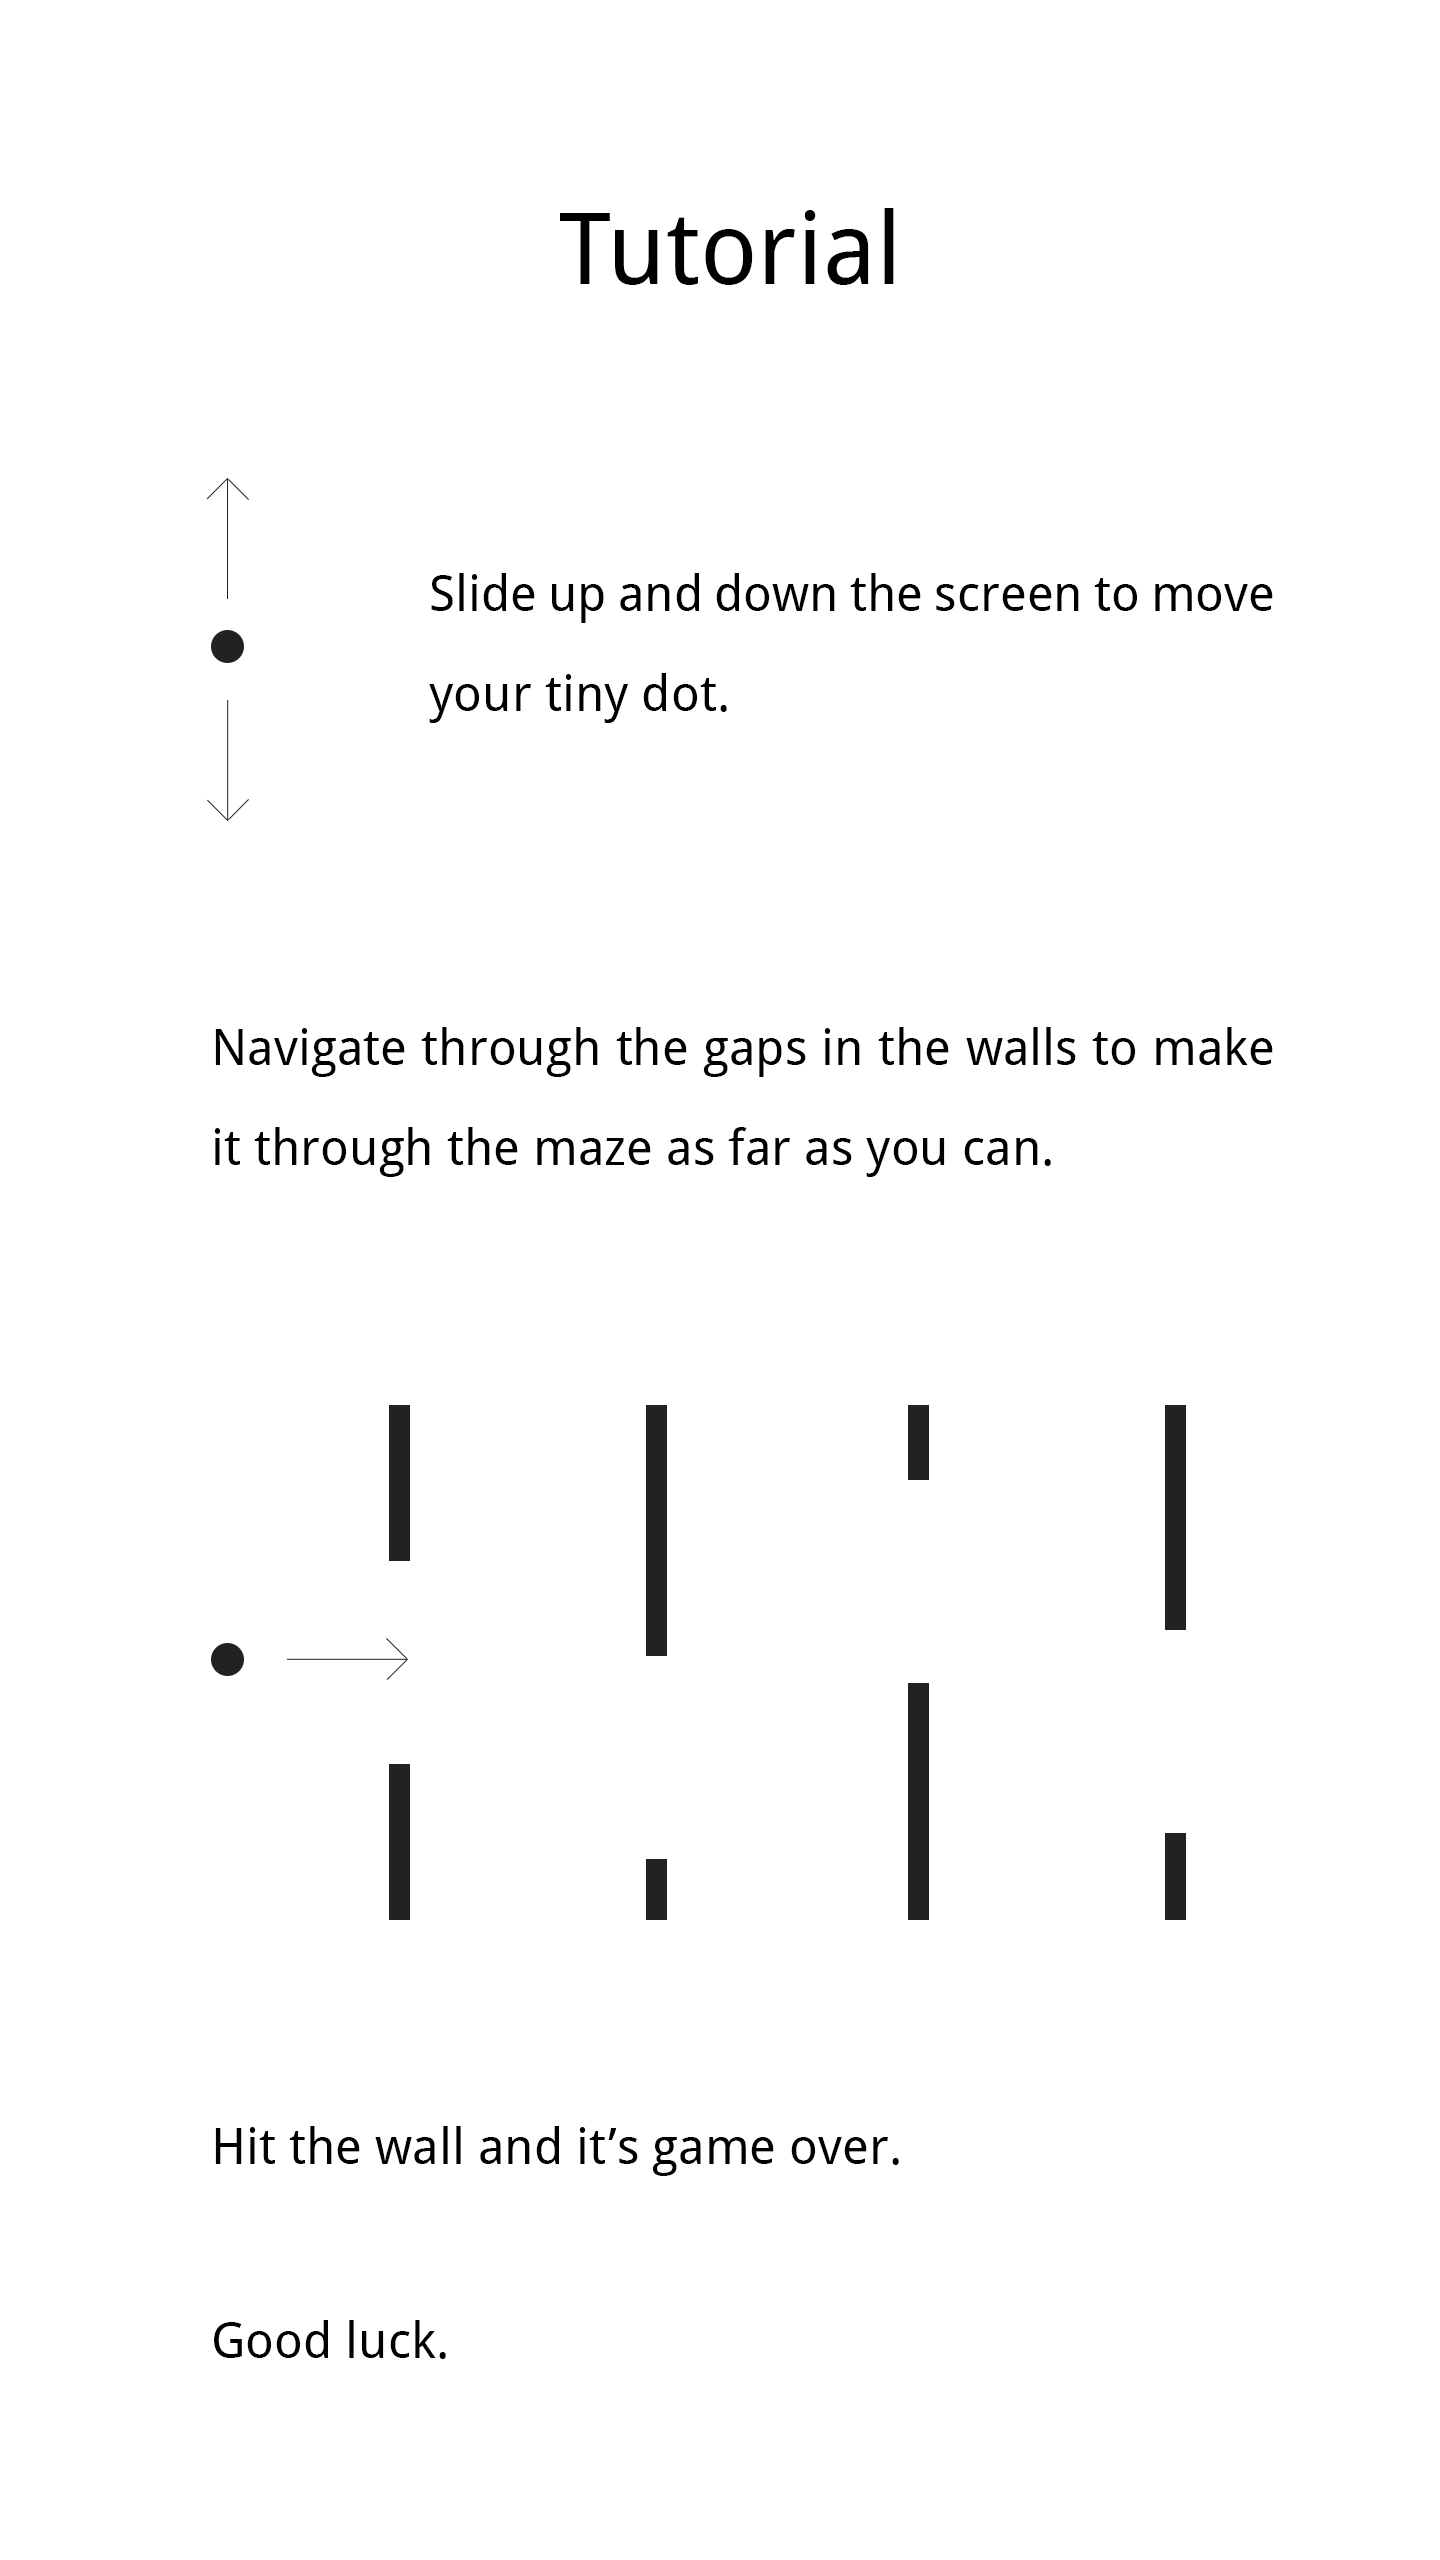 Tutorial
Slide up and down the screen to move
your tiny dot.
Navigate through the gaps in the walls to make
it through the maze as far as you can.
Hit the wall and it’s game over.
Good luck.